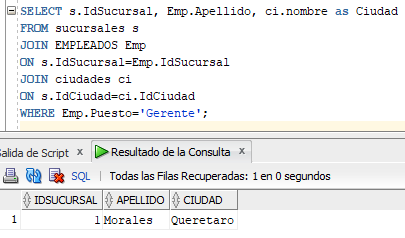 SELECT s.IdSucursal, Emp.Apellido, ci.nombre as Ciudad
FROM sucursales s
JOIN EMPLEADOS Emp
ON s.IdSucursal=Emp.IdSucursal
JOIN ciudades ci
ON s.IdCiudad=ci.IdCiudad
WHERE Emp.Puesto='Gerente';
Salida de Script x Resultado de la Consulta x
SQL | Todas las Filas Recuperadas: 1 en 0 segundos
IDSUCURSAL APELLIDO CIUDAD
1 1 Morales Queretaro